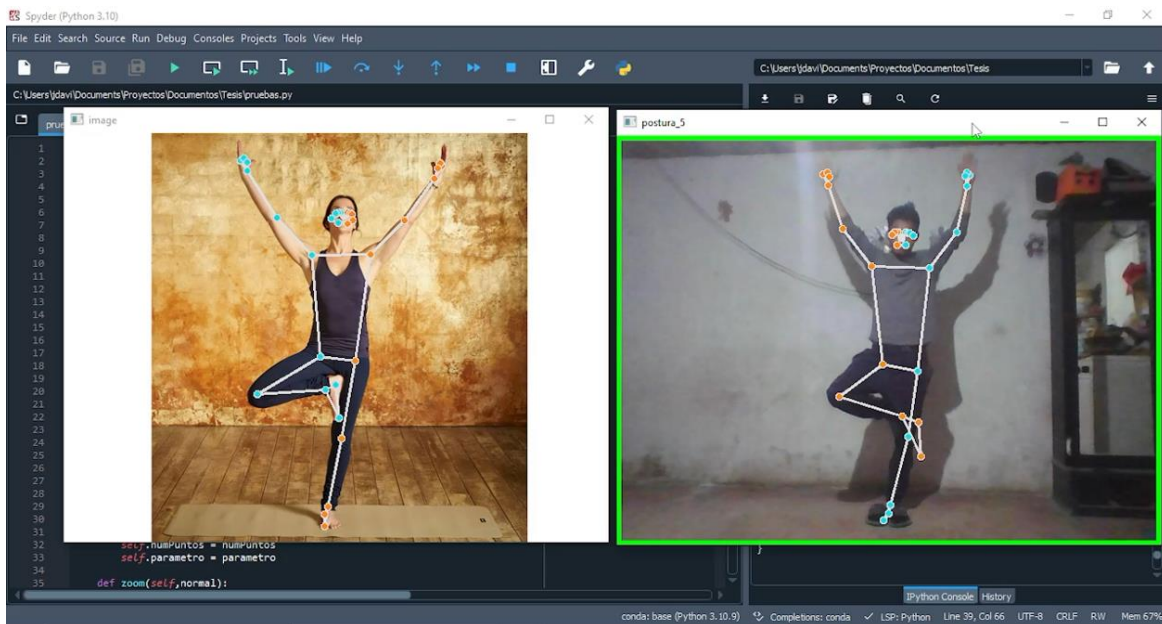 Spyder (Python 3.10)
File Edit Search Source Run Debug Consoles Projects Tools View Help
C:\Users\jdavi\Documents\Proyectos\Documentos\Tesis
C:\Users\jdavi\Documents\Proyectos\Documentos\Tesis\pruebas.py
image
postura_5
prue
1
2
3
4
5
6
7
8
9
10
11
12
13
14
15
16
17
18
19
20
21
22
23
24
25
26
27
28
29
30
31
32 self.numPuntos = numPuntos
33 self.parametro = parametro
34
35 def zoom(self,normal):
}
IPython Console History
conda: base (Python 3.10.9) Completions: conda LSP: Python Line 39, Col 66 UTF-8 CRLF RW Mem 67%